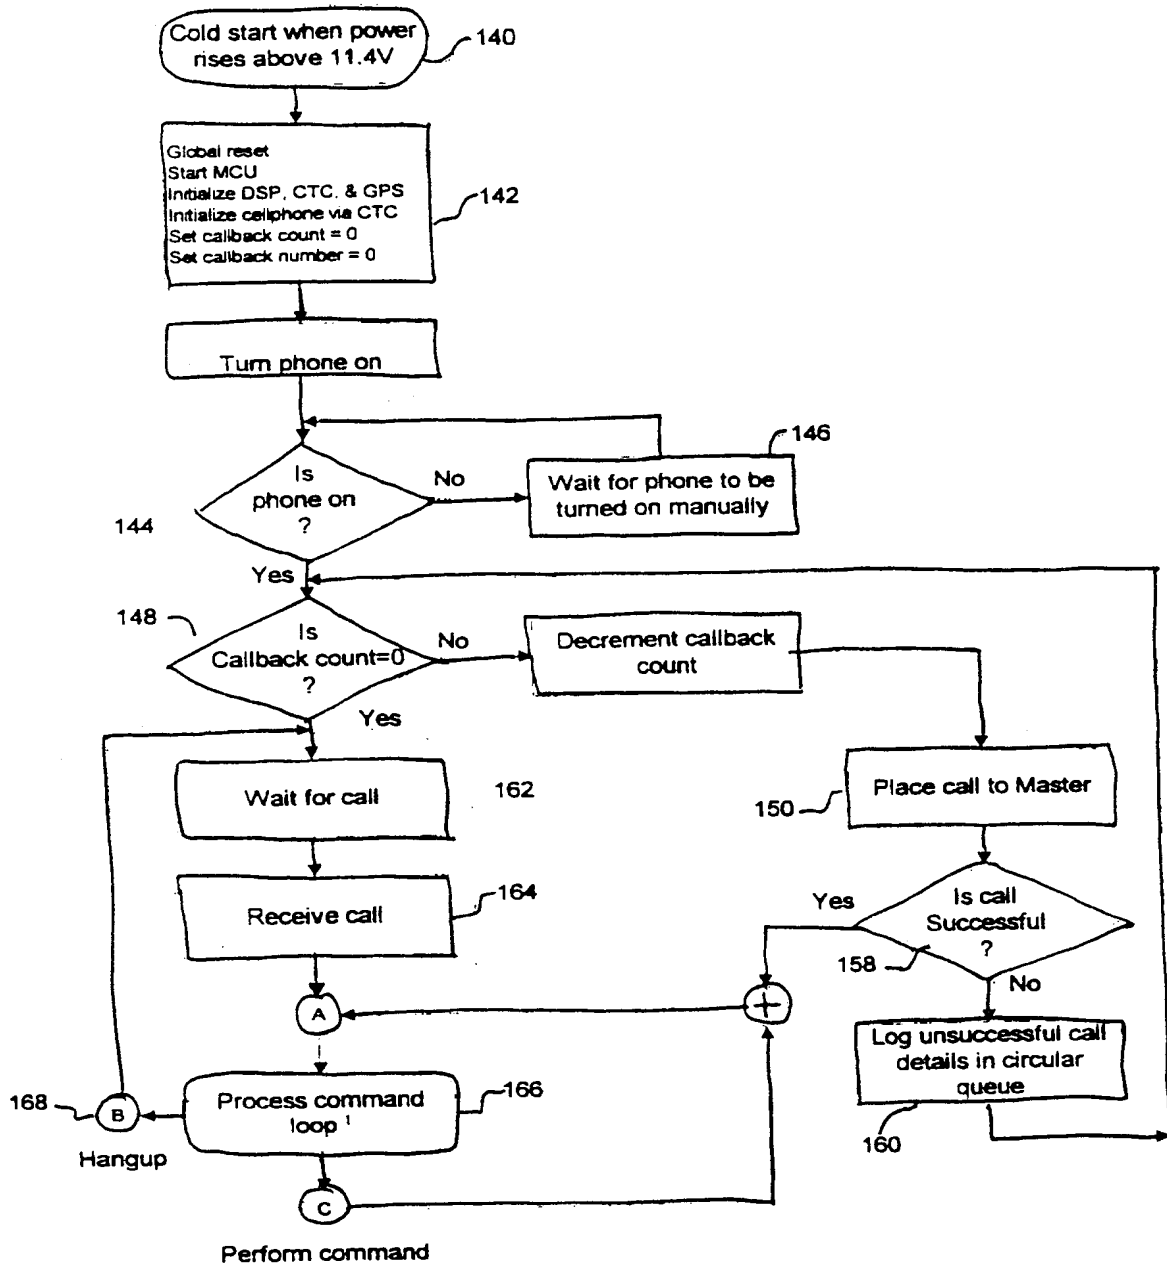 Cold start when power
rises above 11.4V
140
Global reset
Start MCU
Initialize DSP, CTC, & GPS
Initialize cellphone via CTC
Set callback count = 0
Set callback number = 0
142
Turn phone on
146
Is
phone on
?
No
Wait for phone to be
turned on manually
144
Yes
148
Is
Callback count=0
?
No
Decrement callback
count
Yes
Wait for call
162
Place call to Master
150
Receive call
164
Is call
Successful
?
Yes
158
No
A
+
Log unsuccessful call
details in circular
queue
160
Process command
loop 1
166
168
B
Hangup
C
Perform command